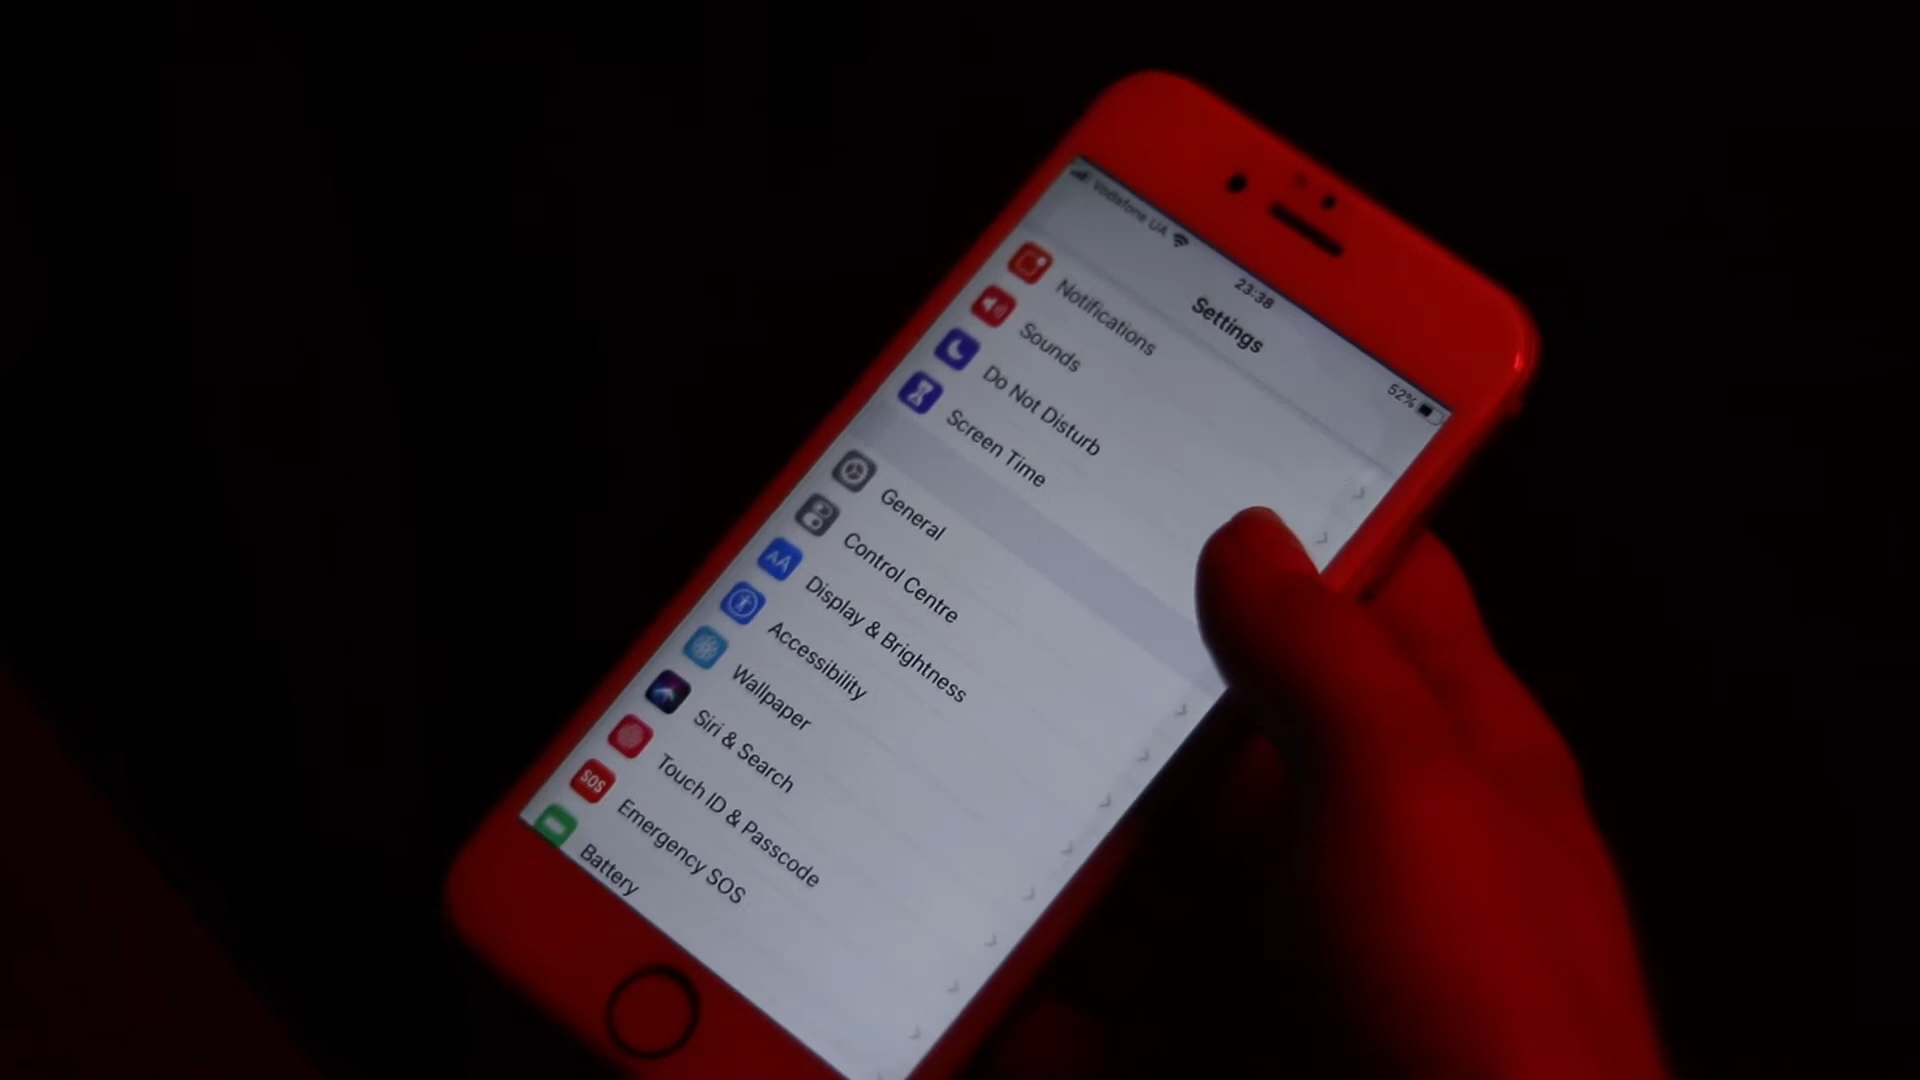 Vodafone UA
23:38
52%
Settings
Notifications
Sounds
Do Not Disturb
Screen Time
General
Control Centre
AA
Display & Brightness
Accessibility
Wallpaper
Siri & Search
Touch ID & Passcode
SOS
Emergency SOS
Battery